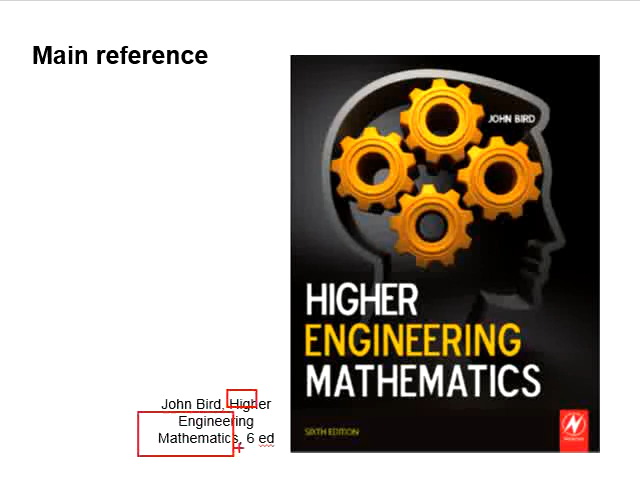 Main reference
JOHN BIRD
HIGHER
ENGINEERING
MATHEMATICS
SIXTH EDITION
John Bird, Higher
Engineering
Mathematics, 6 ed